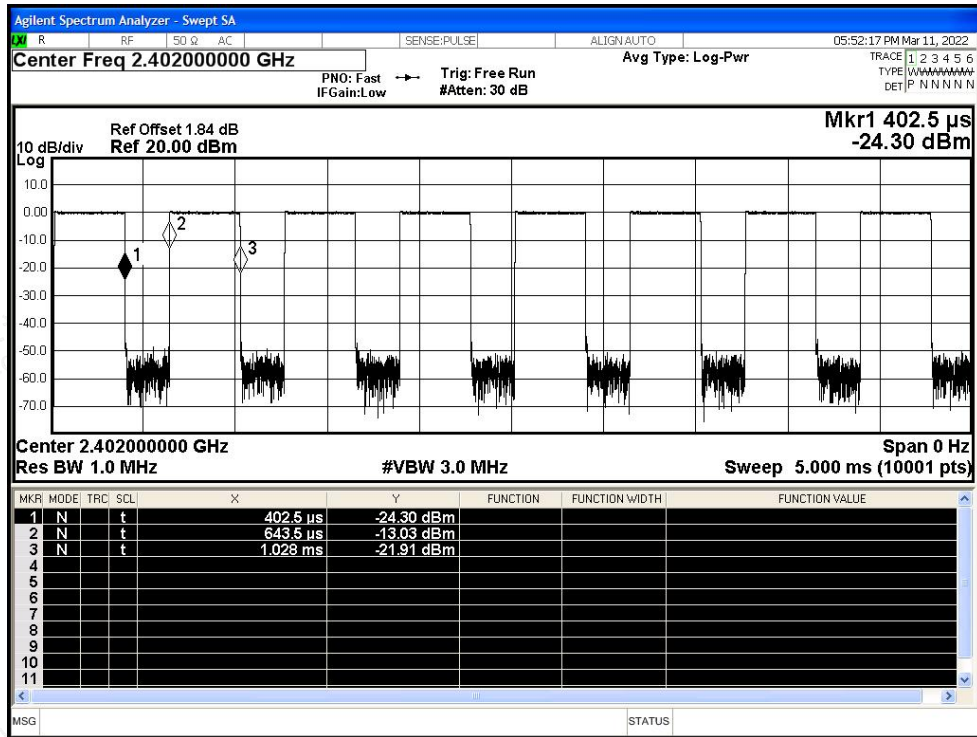 Agilent Spectrum Analyzer - Swept SA
LXI R RF 50 Ω AC SENSE:PULSE ALIGN AUTO 05:52:17 PM Mar 11, 2022
Center Freq 2.402000000 GHz
PNO: Fast
IFGain:Low
Trig: Free Run
#Atten: 30 dB
Avg Type: Log-Pwr
TRACE 1 2 3 4 5 6
TYPE W
DET P N N N N N
Mkr1 402.5 µs
-24.30 dBm
Ref Offset 1.84 dB
10 dB/div Ref 20.00 dBm
Log
10.0
0.00
-10.0
-20.0
-30.0
-40.0
-50.0
-60.0
-70.0
1
2
3
Center 2.402000000 GHz Span 0 Hz
Res BW 1.0 MHz #VBW 3.0 MHz Sweep 5.000 ms (10001 pts)
MKR MODE TRC SCL X Y FUNCTION FUNCTION WIDTH FUNCTION VALUE
1 N t 402.5 µs -24.30 dBm
2 N t 643.5 µs -13.03 dBm
3 N t 1.028 ms -21.91 dBm
4
5
6
7
8
9
10
11
MSG STATUS